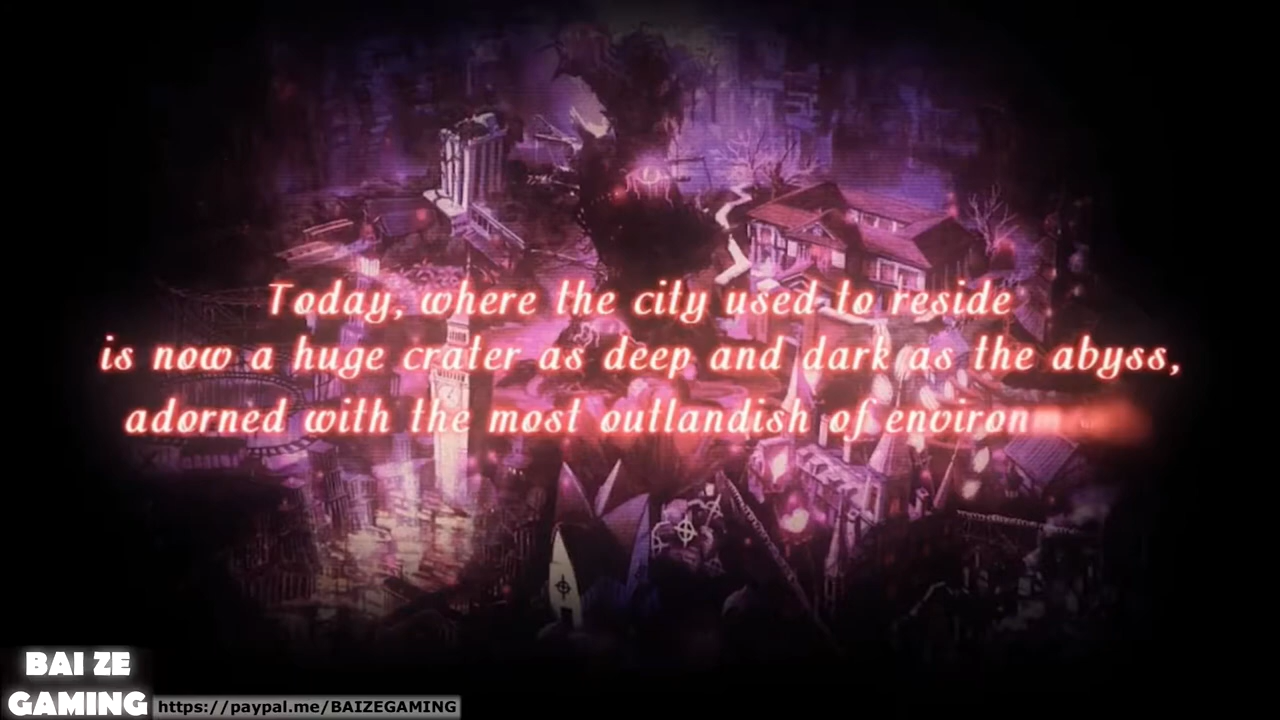 Today, where the city used to reside
is now a huge crater as deep and dark as the abyss,
adorned with the most outlandish of environm
BAI ZE
GAMING
https://paypal.me/BAIZEGAMING